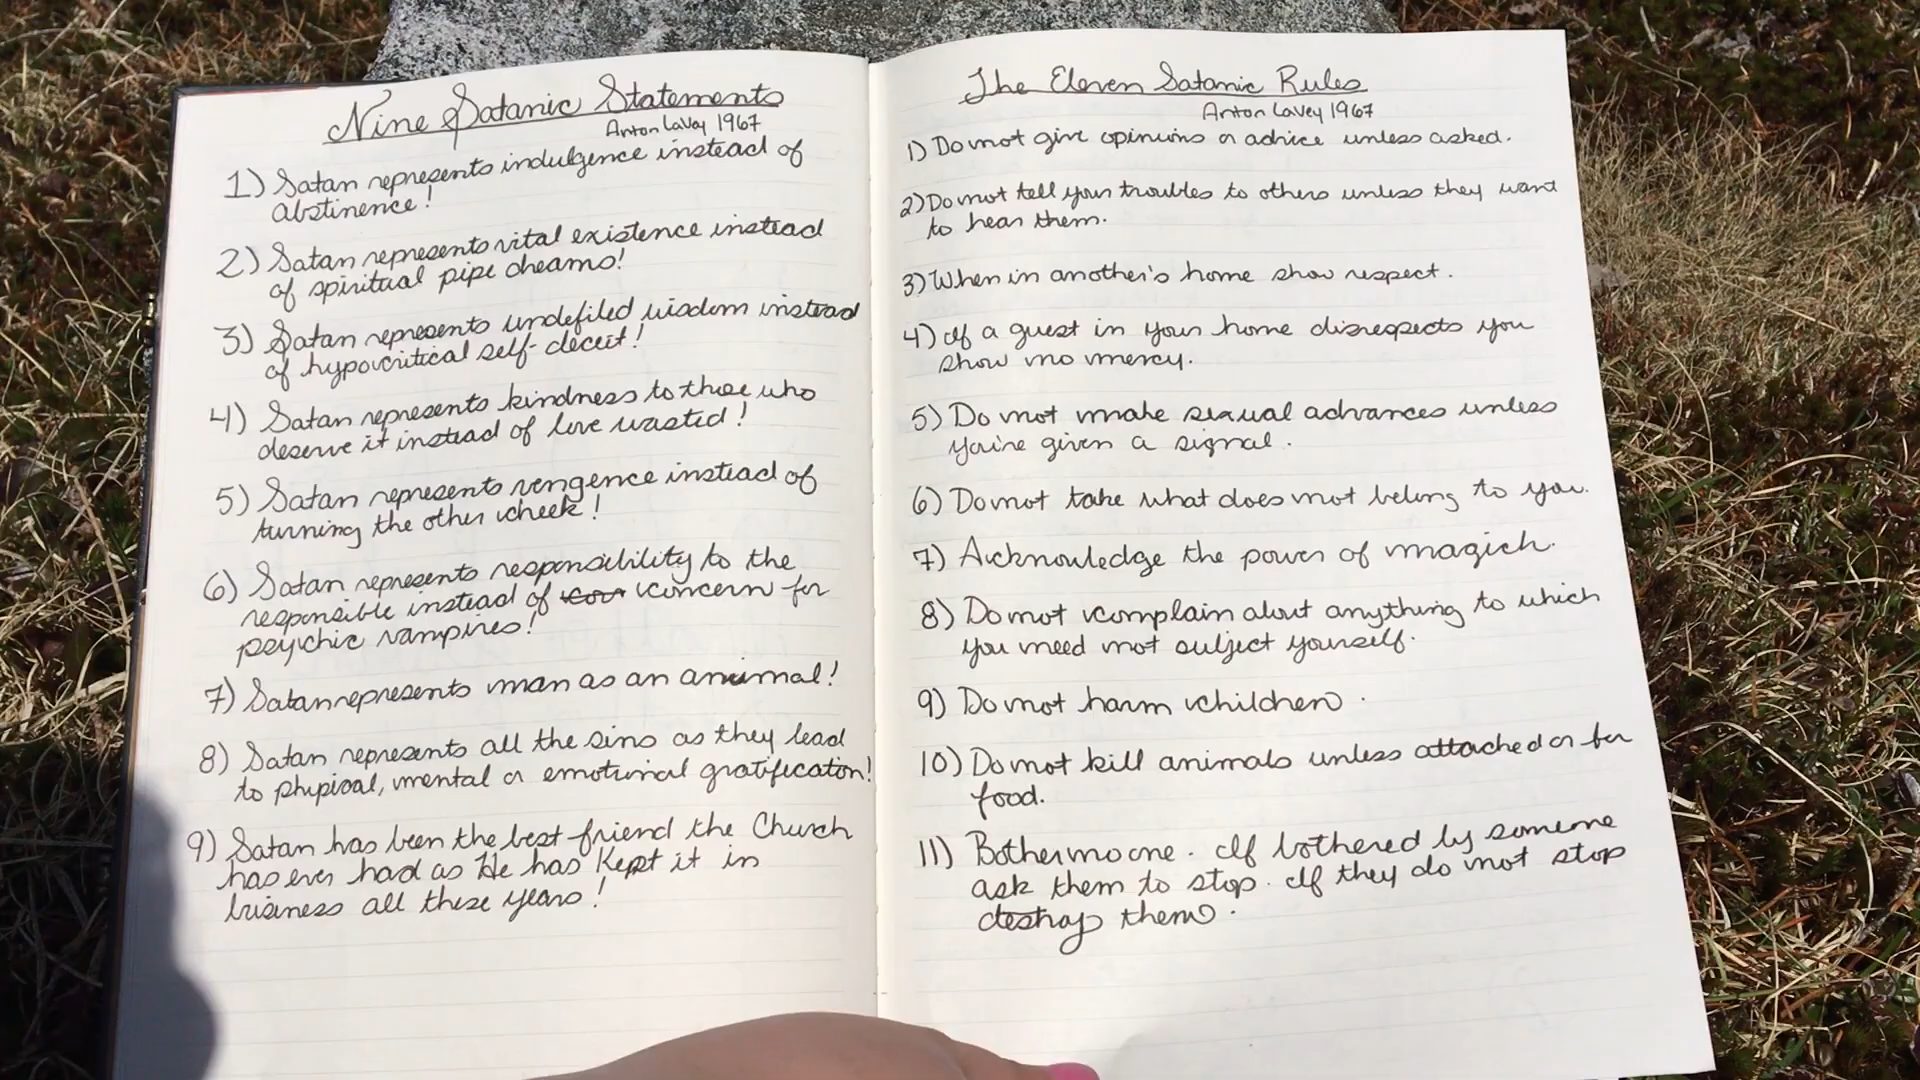 Nine Satanic Statements
Anton LaVey 1967
1) Satan represents indulgence instead of
abstinence!
2) Satan represents vital existence instead
of spiritual pipe dreams!
3) Satan represents undefiled wisdom instead
of hypocritical self-deceit!
4) Satan represents kindness to those who
deserve it instead of love wasted!
5) Satan represents vengence instead of
turning the other cheek!
6) Satan represents responsibility to the
responsible instead of concern for
psychic vampires!
7) Satan represents man as an animal!
8) Satan represents all the sins as they lead
to physical, mental or emotional gratification!
9) Satan has been the best friend the Church
has ever had as He has Kept it in
business all these years!
The Eleven Satanic Rules
Anton LaVey 1967
1) Do not give opinions or advice unless asked.
2) Do not tell your troubles to others unless they want
to hear them.
3) When in another's home show respect.
4) If a guest in your home disrespects you
show no mercy.
5) Do not make sexual advances unless
you're given a signal.
6) Do not take what does not belong to you.
7) Acknowledge the power of magick.
8) Do not complain about anything to which
you need not subject yourself.
9) Do not harm children.
10) Do not kill animals unless attacked or for
food.
11) Bother no one. If bothered by someone
ask them to stop. If they do not stop
destroy them.